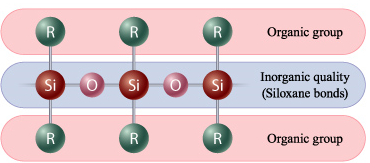 R R R Organic group
Si O Si O Si Inorganic quality
(Siloxane bonds)
R R R Organic group